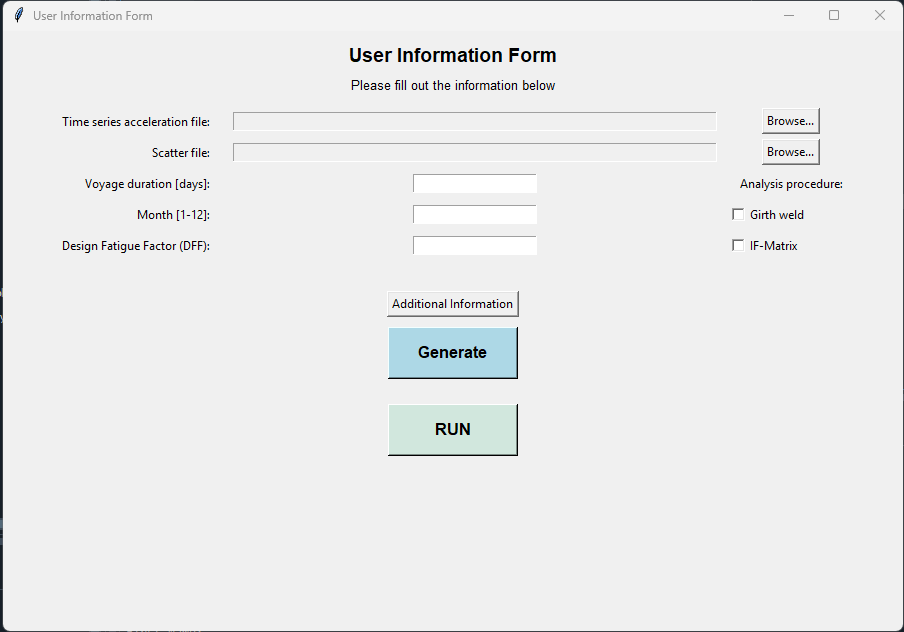 User Information Form
User Information Form
Please fill out the information below
Time series acceleration file: Browse...
Scatter file: Browse...
Voyage duration [days]: Analysis procedure:
Month [1-12]: Girth weld
Design Fatigue Factor (DFF): IF-Matrix
Additional Information
Generate
RUN